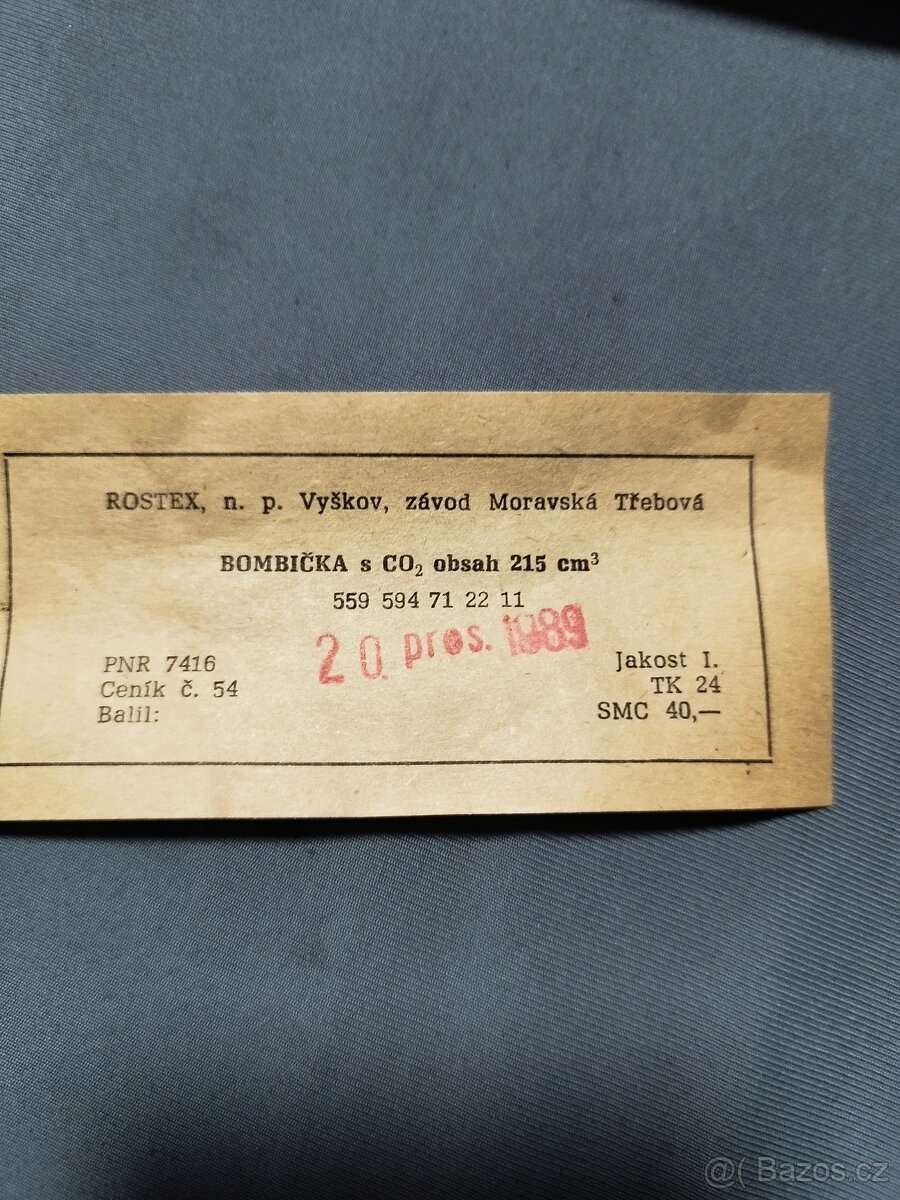 ROSTEX, n. p. Vyškov, závod Moravská Třebová
BOMBIČKA s CO₂ obsah 215 cm³
559 594 71 22 11
20. pros. 1989
PNR 7416
Jakost I.
Ceník č. 54
TK 24
Balil:
SMC 40,—
@( Bazos.cz